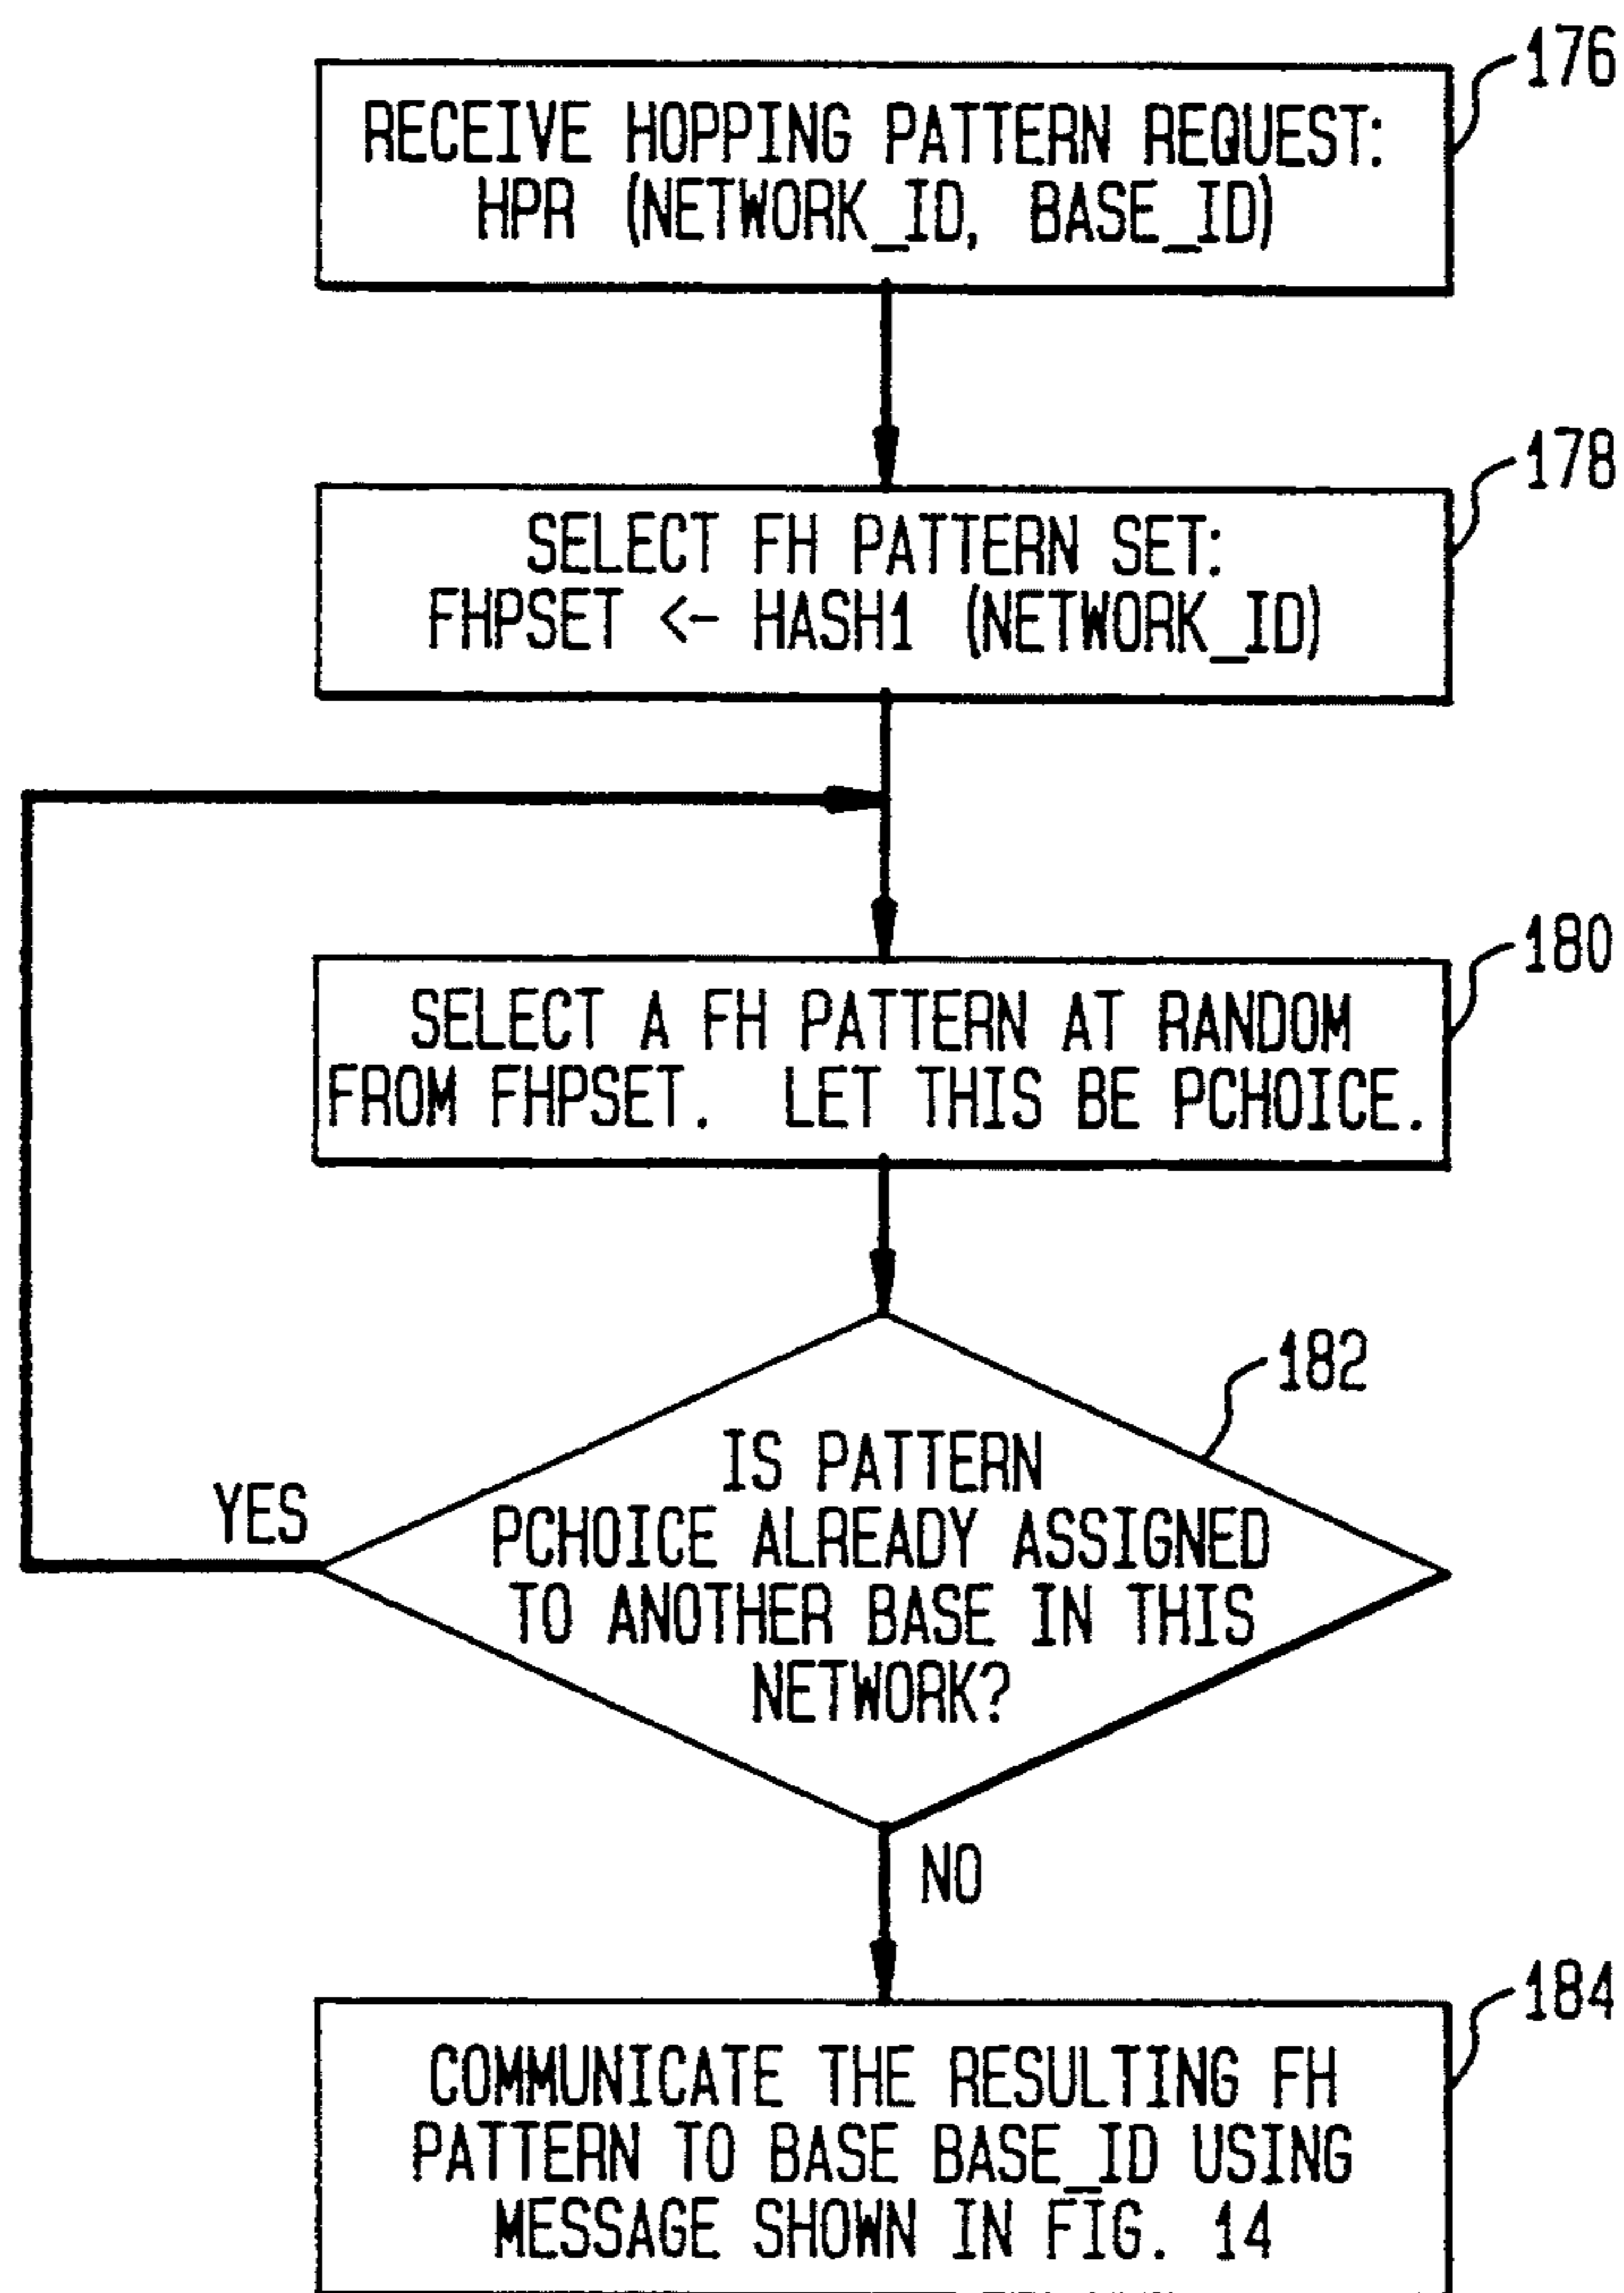 176
RECEIVE HOPPING PATTERN REQUEST:
HPR (NETWORK_ID, BASE_ID)
178
SELECT FH PATTERN SET:
FHPSET <- HASH1 (NETWORK_ID)
180
SELECT A FH PATTERN AT RANDOM
FROM FHPSET. LET THIS BE PCHOICE.
182
IS PATTERN
PCHOICE ALREADY ASSIGNED
TO ANOTHER BASE IN THIS
NETWORK?
YES
NO
184
COMMUNICATE THE RESULTING FH
PATTERN TO BASE BASE_ID USING
MESSAGE SHOWN IN FIG. 14